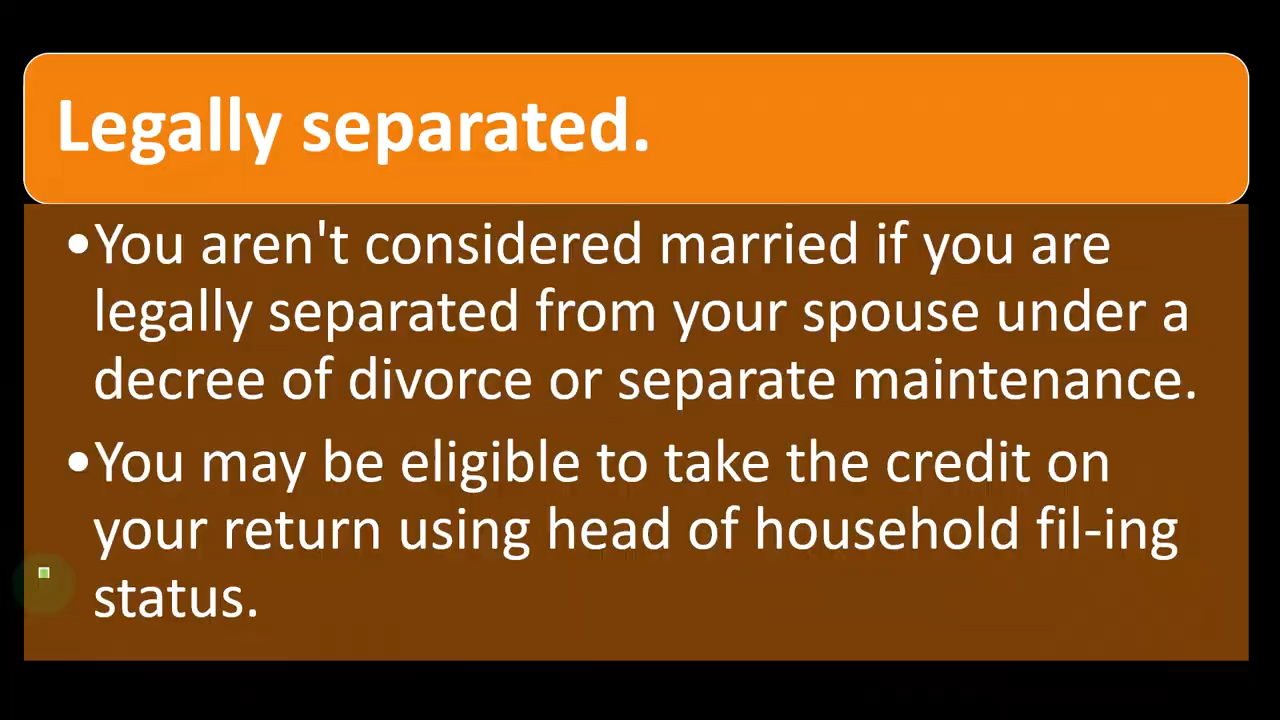 Legally separated.
•You aren't considered married if you are
legally separated from your spouse under a
decree of divorce or separate maintenance.
•You may be eligible to take the credit on
your return using head of household fil-ing
status.